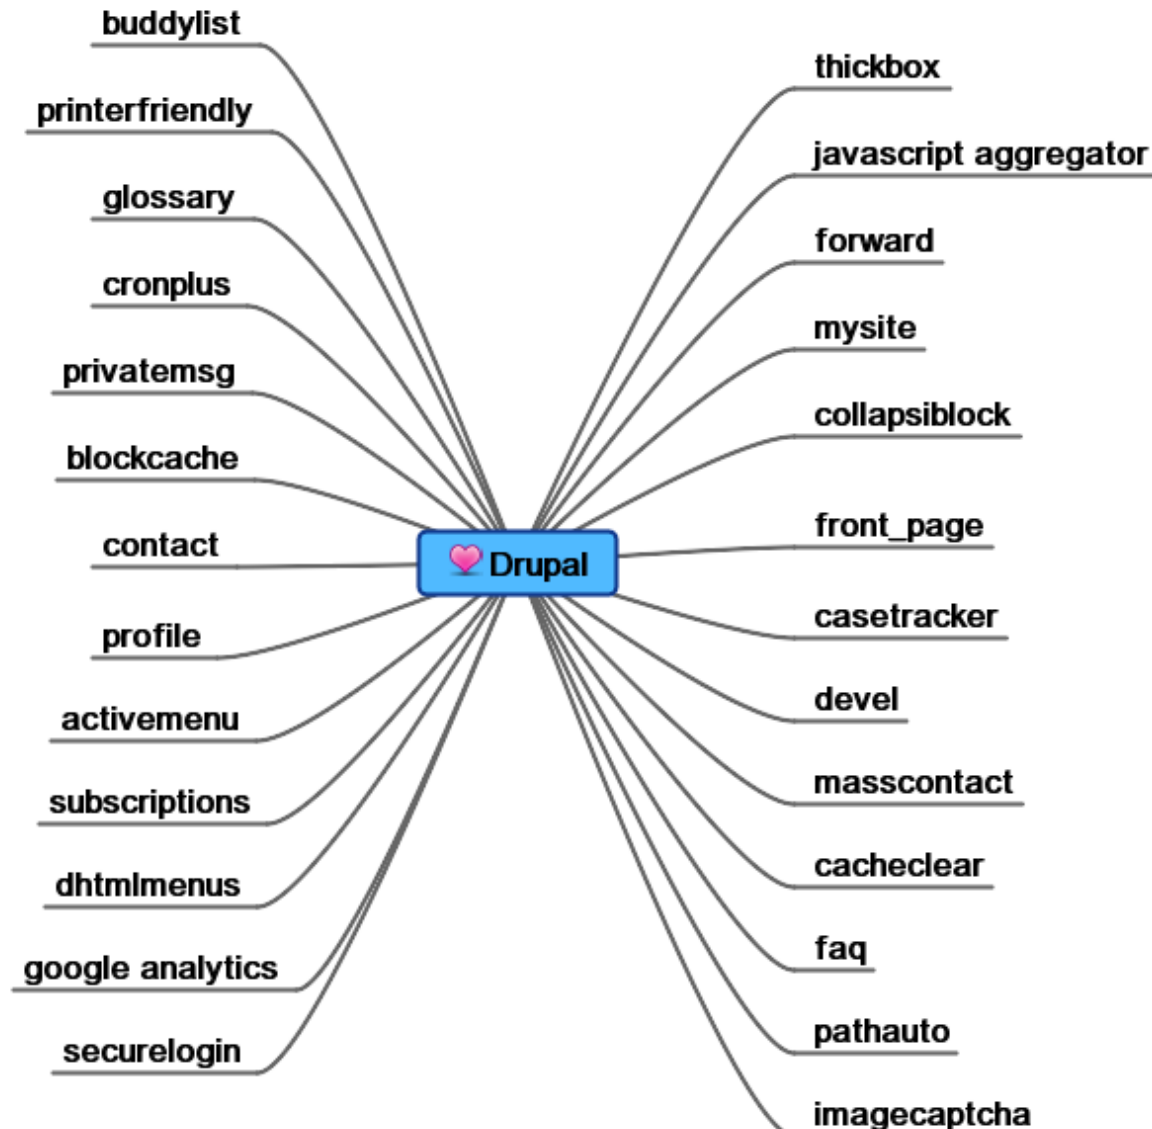 buddylist
printerfriendly
glossary
cronplus
privatemsg
blockcache
contact
profile
activemenu
subscriptions
dhtmlmenus
google analytics
securelogin
Drupal
thickbox
javascript aggregator
forward
mysite
collapsiblock
front_page
casetracker
devel
masscontact
cacheclear
faq
pathauto
imagecaptcha